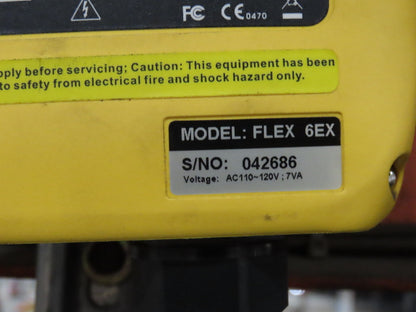 FC CE0470
pply before servicing; Caution: This equipment has been
to safety from electrical fire and shock hazard only.
MODEL: FLEX 6EX
S/NO: 042686
Voltage: AC110~120V ; 7VA